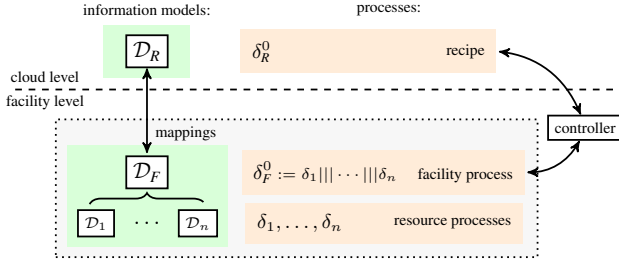 information models: processes:
𝒟_R δ_R^0 recipe
cloud level
facility level
controller
mappings
𝒟_F δ_F^0 := δ_1||| · · · |||δ_n facility process
𝒟_1 · · · 𝒟_n δ_1, . . . , δ_n resource processes